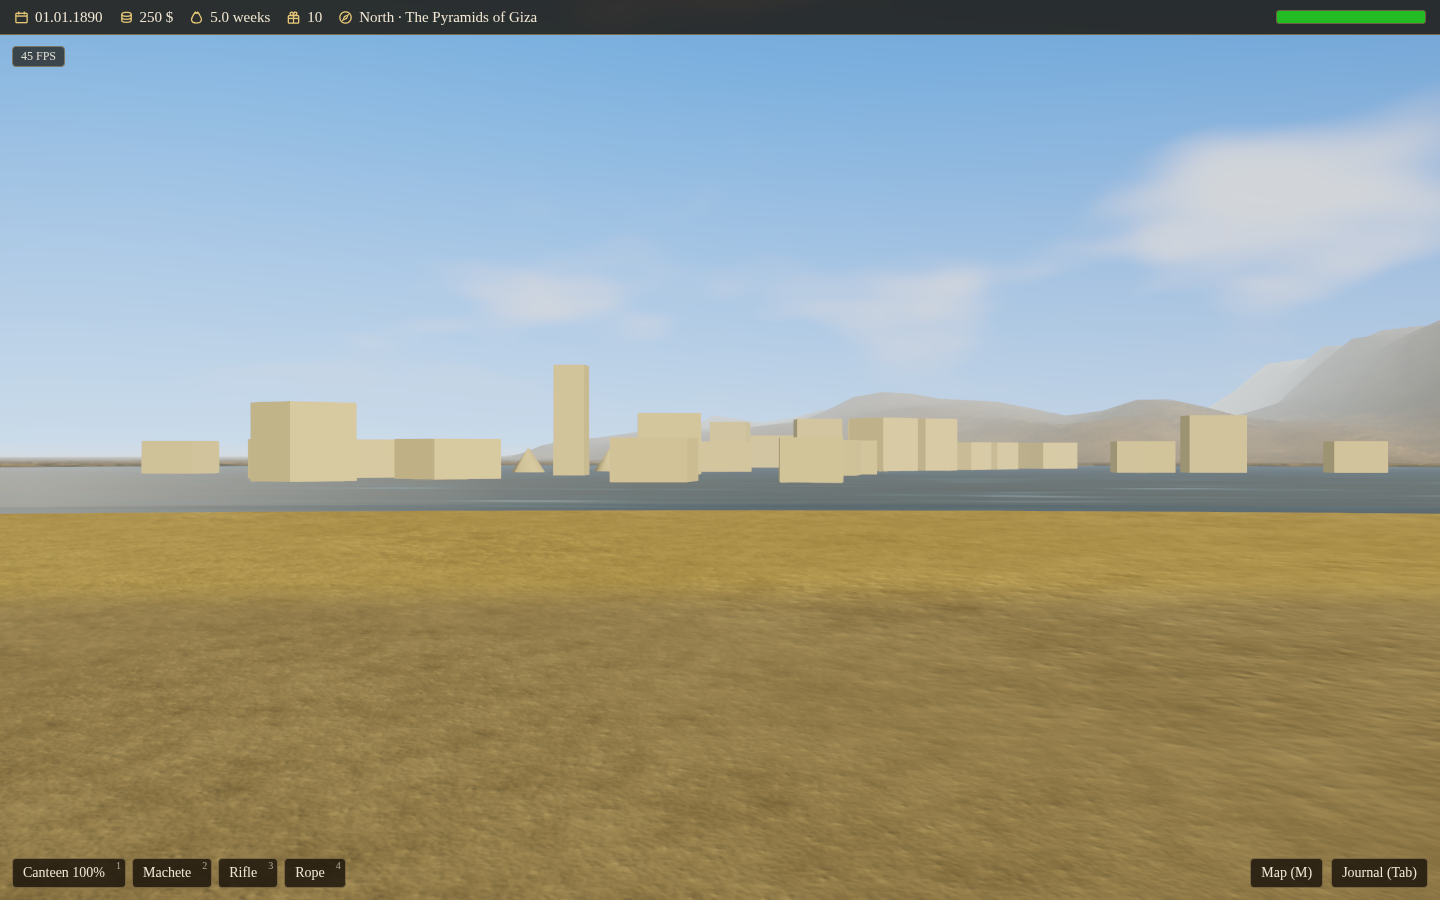 01.01.1890 250 $ 5.0 weeks 10 North · The Pyramids of Giza
45 FPS
Canteen 100% 1 Machete 2 Rifle 3 Rope 4 Map (M) Journal (Tab)